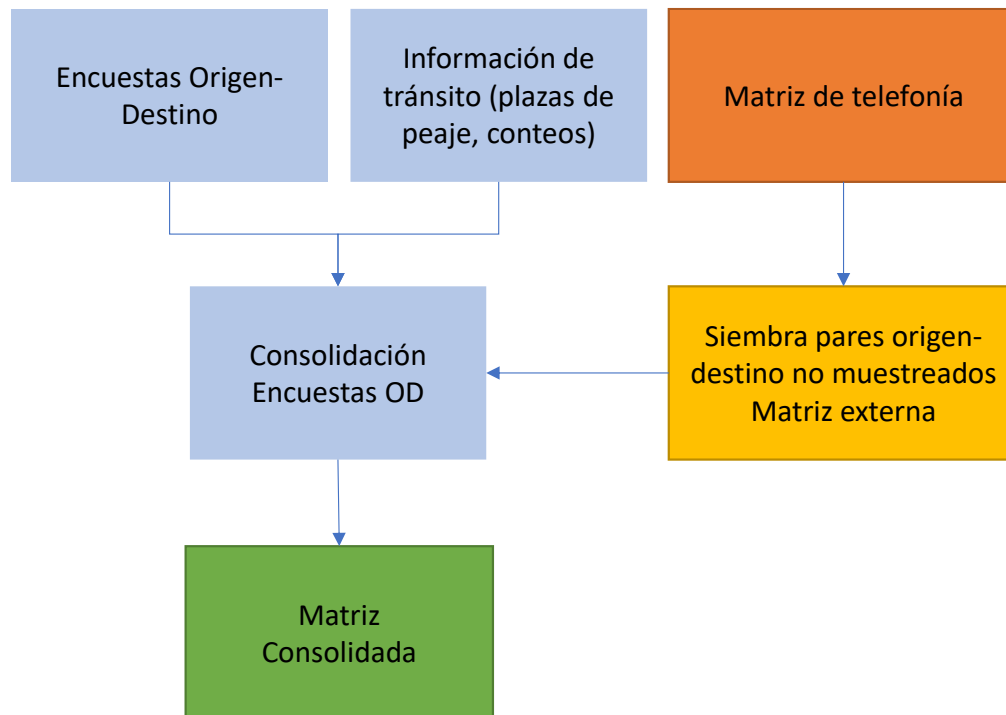 Encuestas Origen-
Destino
Información de
tránsito (plazas de
peaje, conteos)
Matriz de telefonía
Consolidación
Encuestas OD
Siembra pares origen-
destino no muestreados
Matriz externa
Matriz
Consolidada